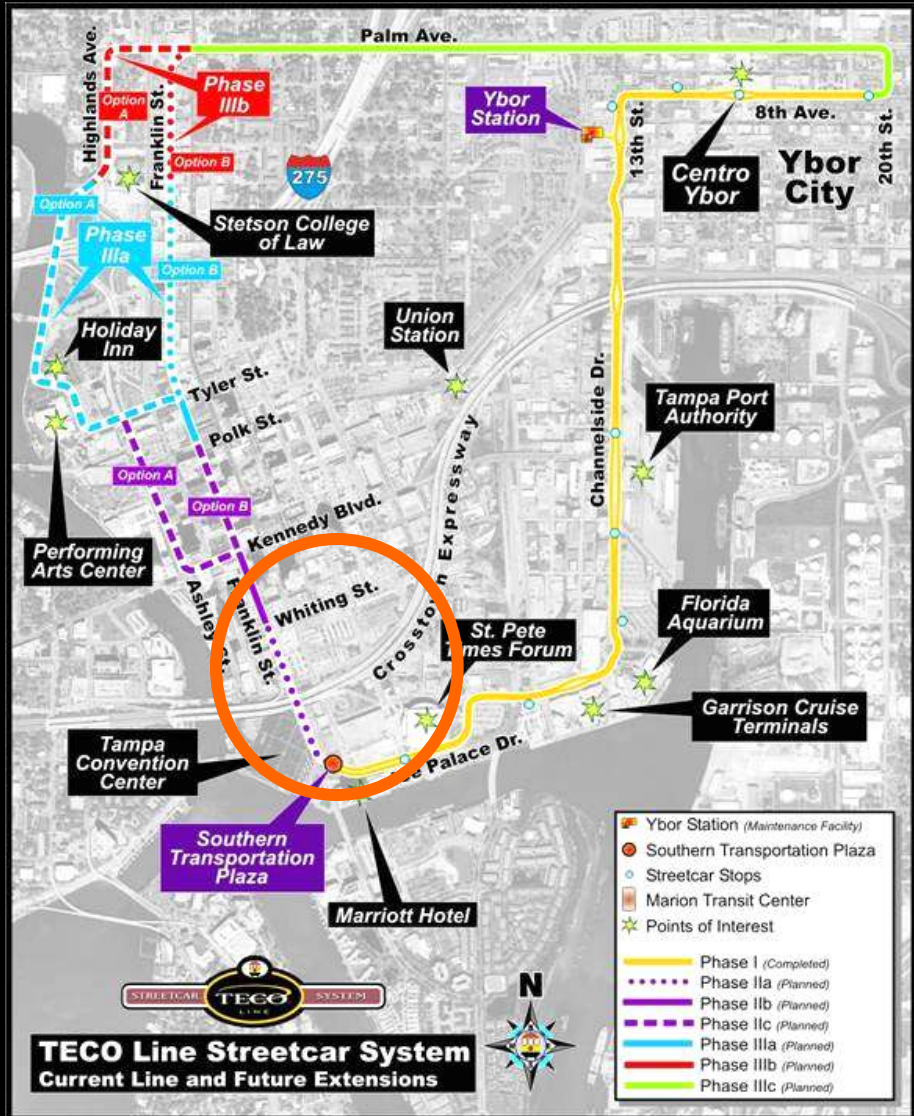 Palm Ave.
Highlands Ave.
Phase
IIIb
Option
A
Franklin St.
Option B
Ybor
Station
13th St.
8th Ave.
20th St.
Centro
Ybor
Ybor
City
275
Stetson College
of Law
Option A
Phase
IIIa
Option B
Holiday
Inn
Union
Station
Tyler St.
Polk St.
Tampa Port
Authority
Channelside Dr.
Option A
Option B
Kennedy Blvd.
Crosstown Expressway
Performing
Arts Center
Ashley St.
Franklin St.
Whiting St.
St. Pete
Times Forum
Florida
Aquarium
Garrison Cruise
Terminals
Tampa
Convention
Center
Palace Dr.
Southern
Transportation
Plaza
Marriott Hotel
Ybor Station (Maintenance Facility)
Southern Transportation Plaza
Streetcar Stops
Marion Transit Center
Points of Interest
Phase I (Completed)
Phase IIa (Planned)
Phase IIb (Planned)
Phase IIc (Planned)
Phase IIIa (Planned)
Phase IIIb (Planned)
Phase IIIc (Planned)
N
STREETCAR TECO SYSTEM
LINE
TECO Line Streetcar System
Current Line and Future Extensions